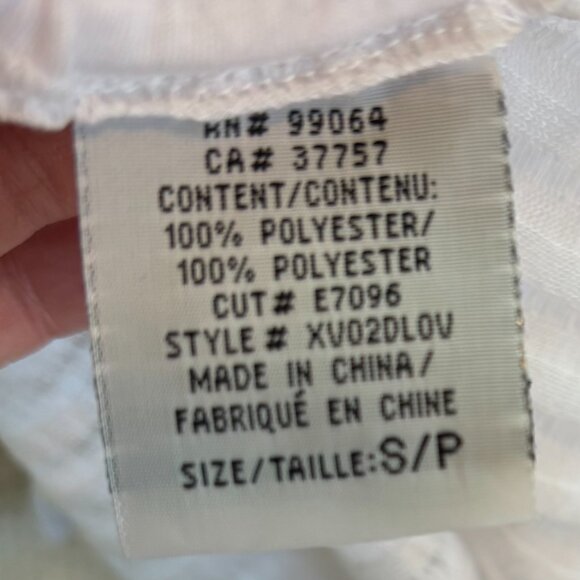 RN# 99064
CA# 37757
CONTENT/CONTENU:
100% POLYESTER/
100% POLYESTER
CUT# E7096
STYLE# XV02DLOV
MADE IN CHINA/
FABRIQUÉ EN CHINE
SIZE/TAILLE:S/P